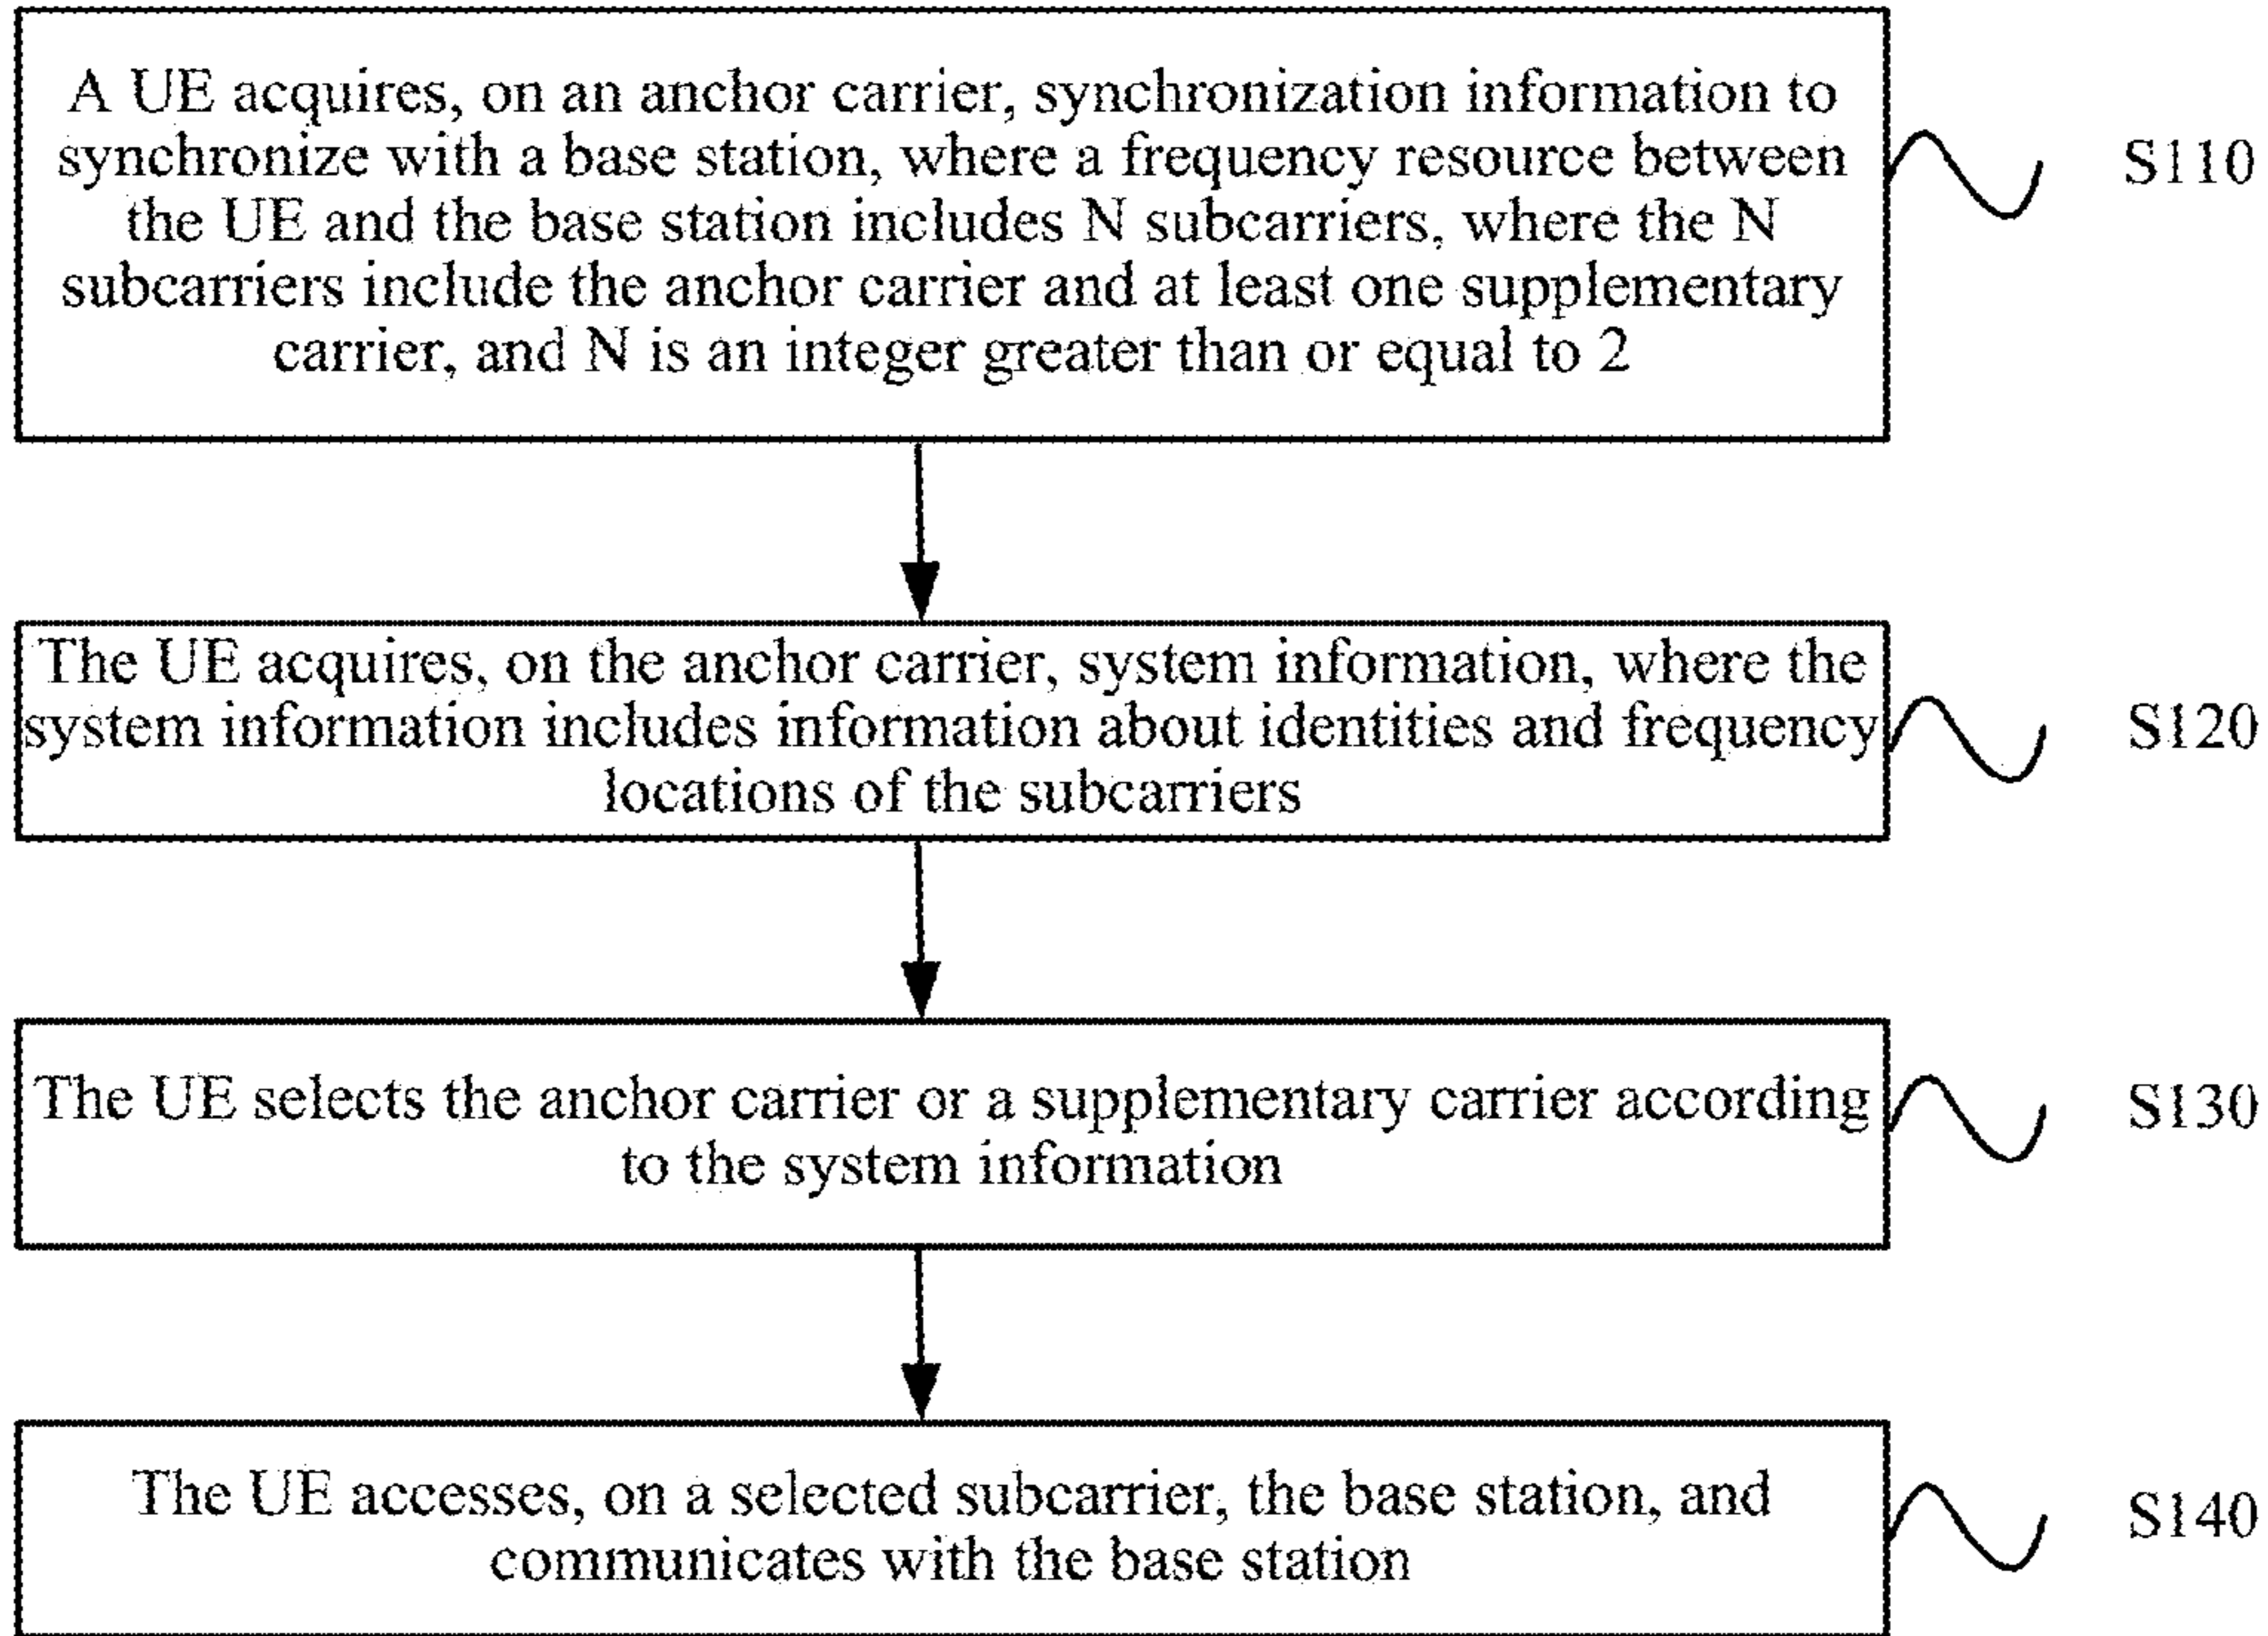 A UE acquires, on an anchor carrier, synchronization information to
synchronize with a base station, where a frequency resource between
the UE and the base station includes N subcarriers, where the N
subcarriers include the anchor carrier and at least one supplementary
carrier, and N is an integer greater than or equal to 2
S110
The UE acquires, on the anchor carrier, system information, where the
system information includes information about identities and frequency
locations of the subcarriers
S120
The UE selects the anchor carrier or a supplementary carrier according
to the system information
S130
The UE accesses, on a selected subcarrier, the base station, and
communicates with the base station
S140